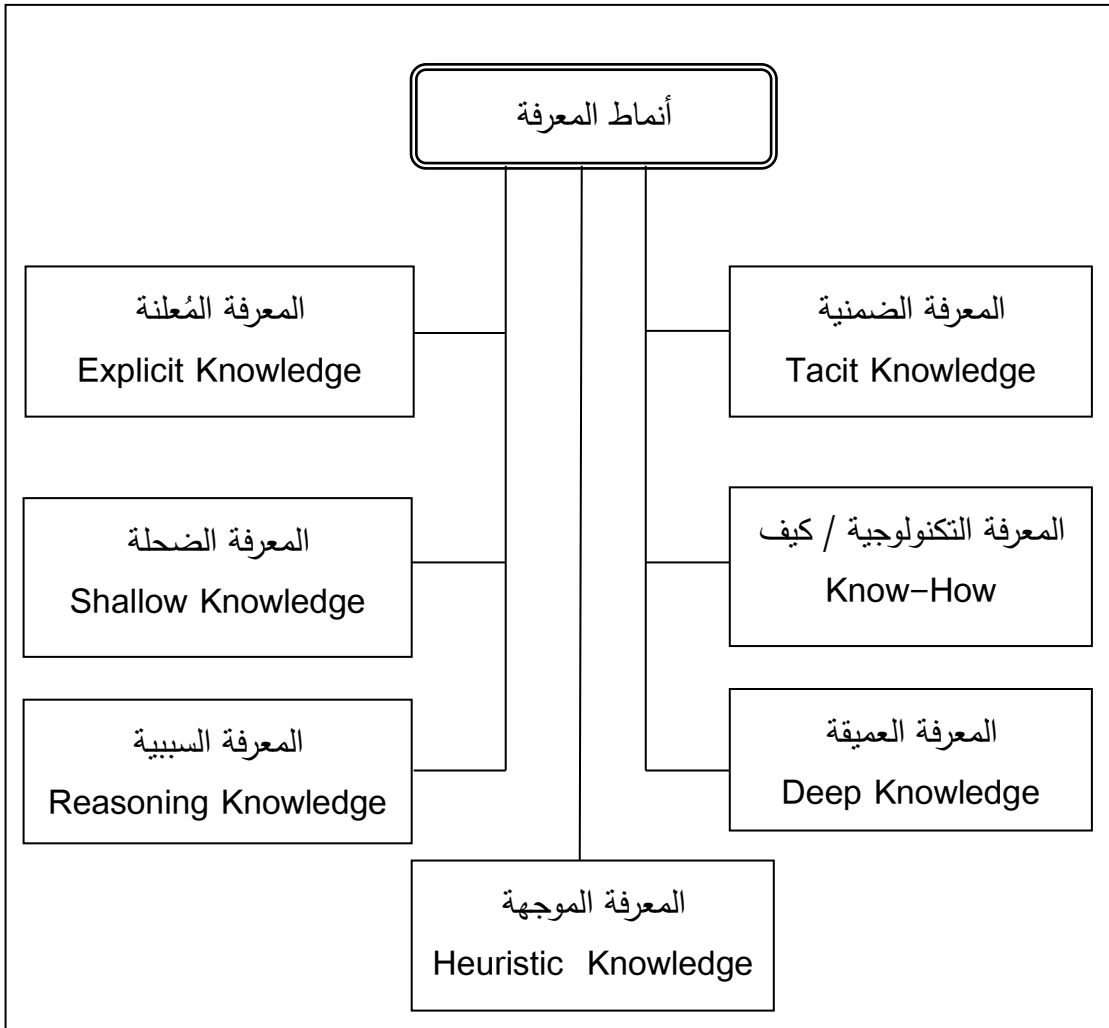 أنماط المعرفة
المعرفة الضمنية
Tacit Knowledge
المعرفة المُعلنة
Explicit Knowledge
المعرفة التكنولوجية / كيف
Know-How
المعرفة الضحلة
Shallow Knowledge
المعرفة العميقة
Deep Knowledge
المعرفة السببية
Reasoning Knowledge
المعرفة الموجهة
Heuristic Knowledge